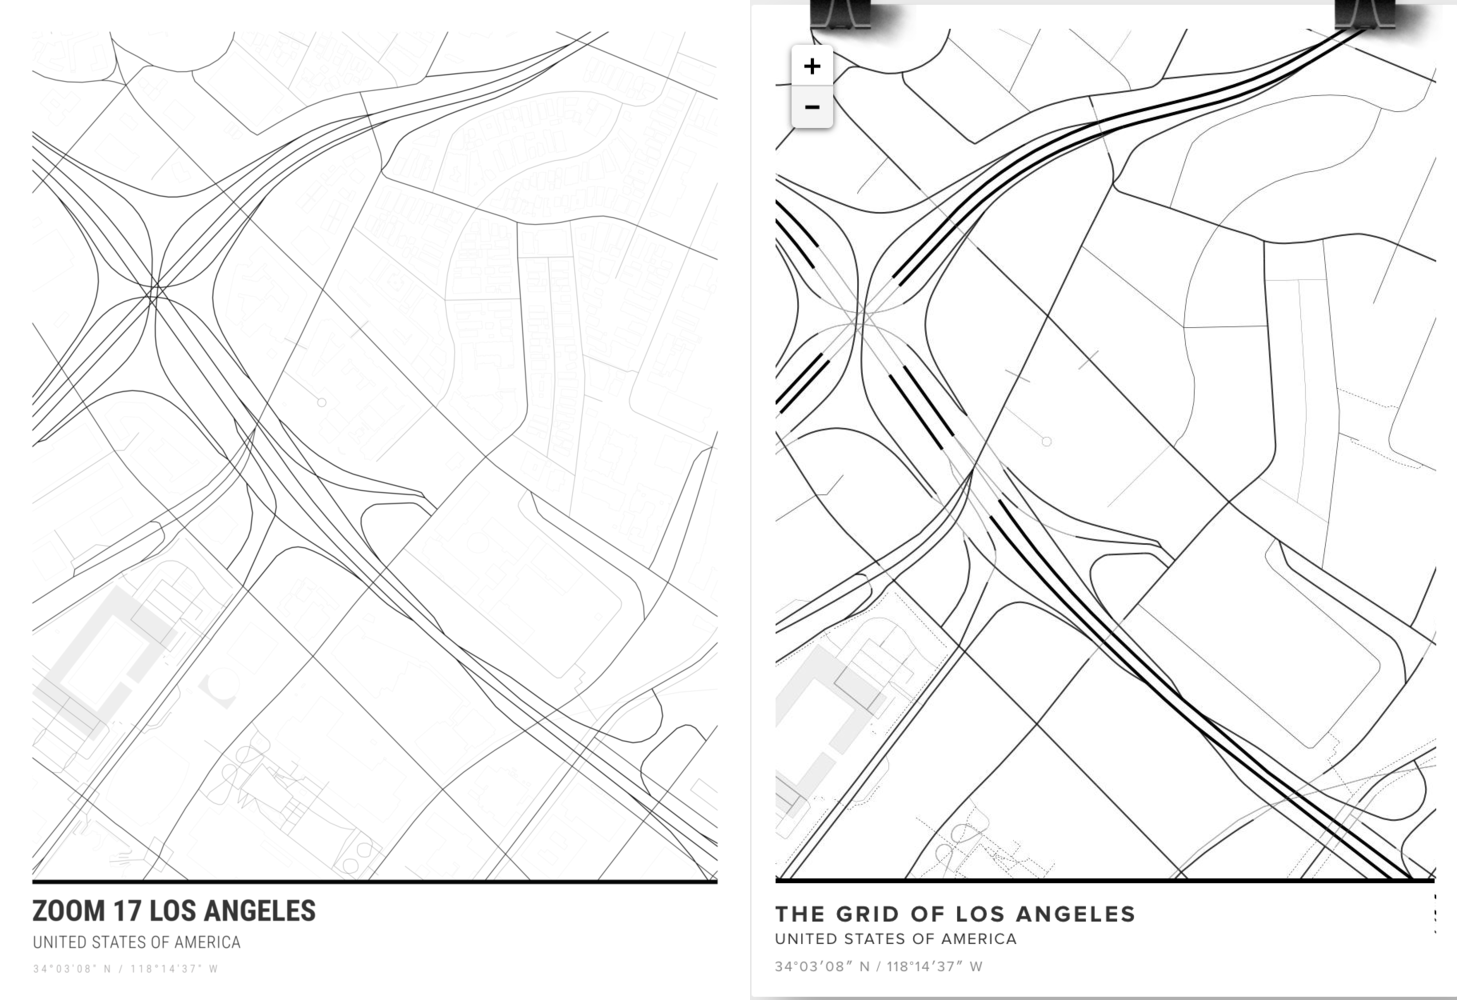 ZOOM 17 LOS ANGELES
UNITED STATES OF AMERICA
34°03'08" N / 118°14'37" W
+
−
THE GRID OF LOS ANGELES
UNITED STATES OF AMERICA
34°03′08″ N / 118°14′37″ W